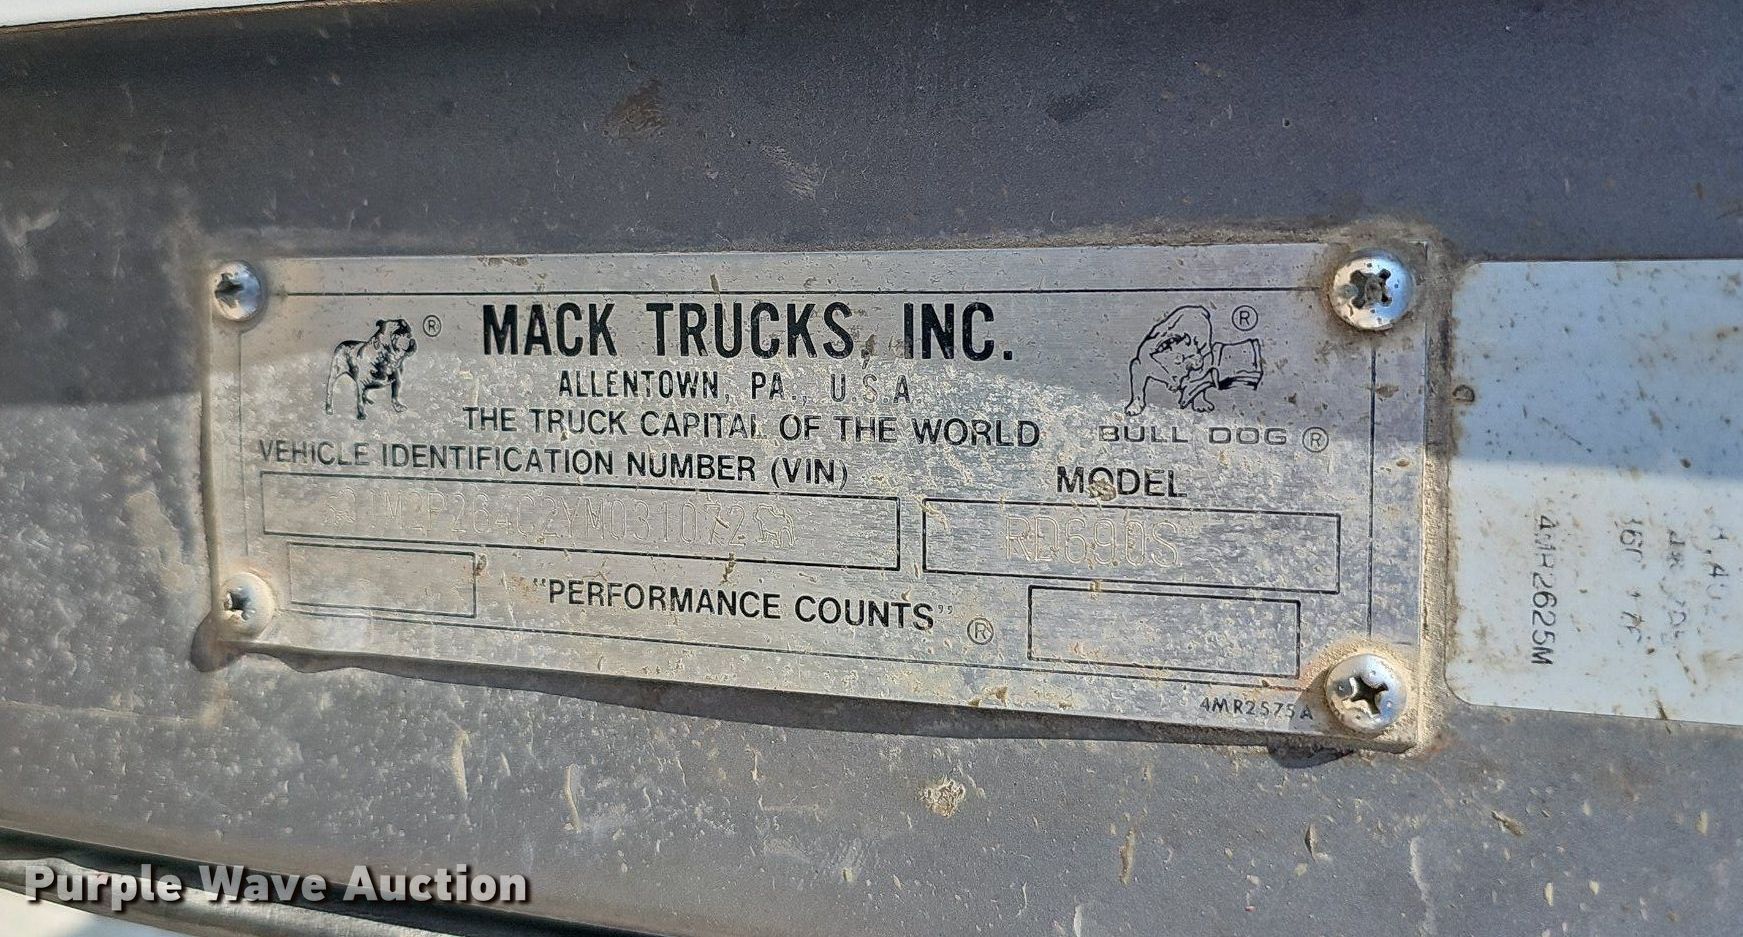 MACK TRUCKS, INC.
®
®
ALLENTOWN, PA., U.S.A.
THE TRUCK CAPITAL OF THE WORLD
BULL DOG ®
VEHICLE IDENTIFICATION NUMBER (VIN)
MODEL
1M2P264C2YM031072
RD690S
"PERFORMANCE COUNTS" ®
4MR2575A
4MR2625M
Purple Wave Auction